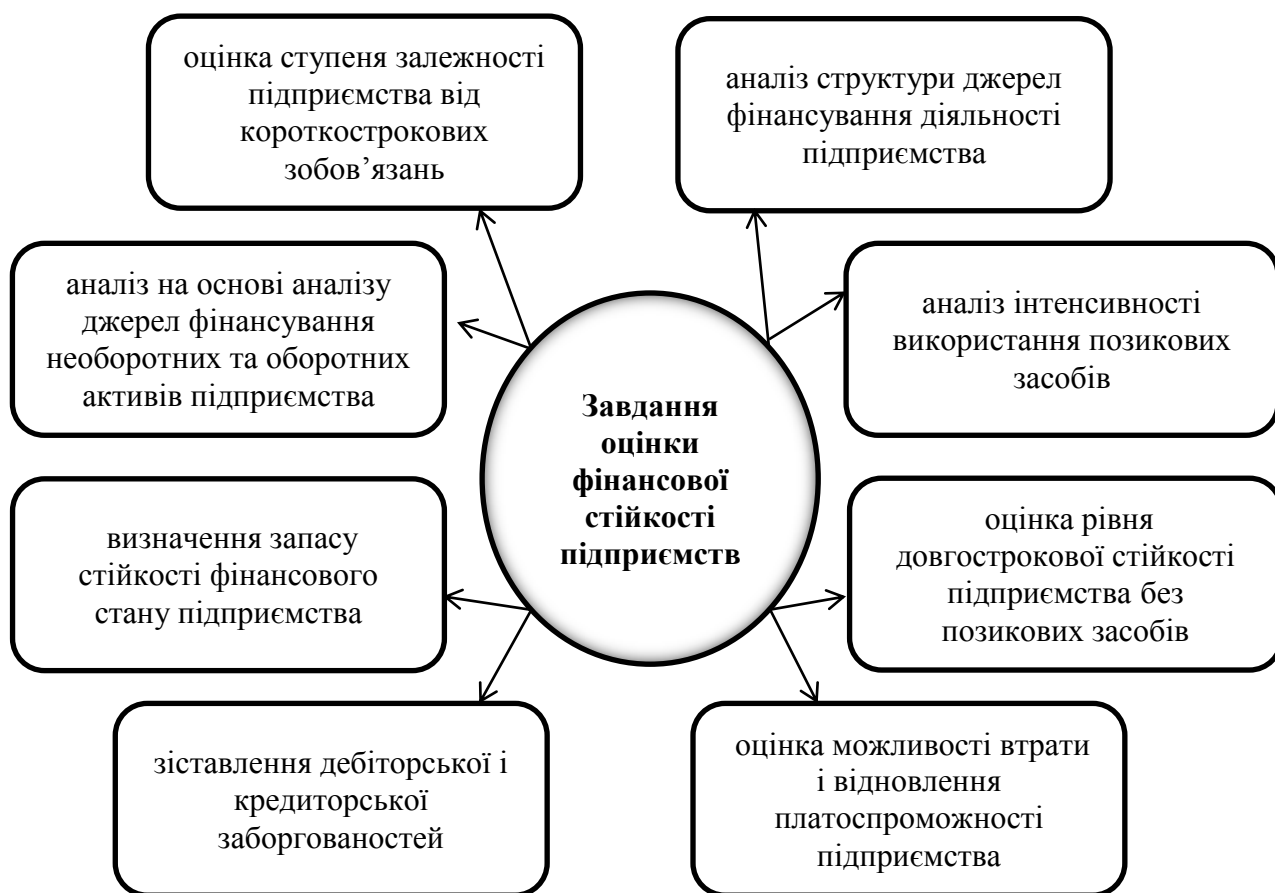 оцінка ступеня залежності
підприємства від
короткострокових
зобов’язань
аналіз структури джерел
фінансування діяльності
підприємства
аналіз на основі аналізу
джерел фінансування
необоротних та оборотних
активів підприємства
аналіз інтенсивності
використання позикових
засобів
Завдання
оцінки
фінансової
стійкості
підприємств
визначення запасу
стійкості фінансового
стану підприємства
оцінка рівня
довгострокової стійкості
підприємства без
позикових засобів
зіставлення дебіторської і
кредиторської
заборгованостей
оцінка можливості втрати
і відновлення
платоспроможності
підприємства